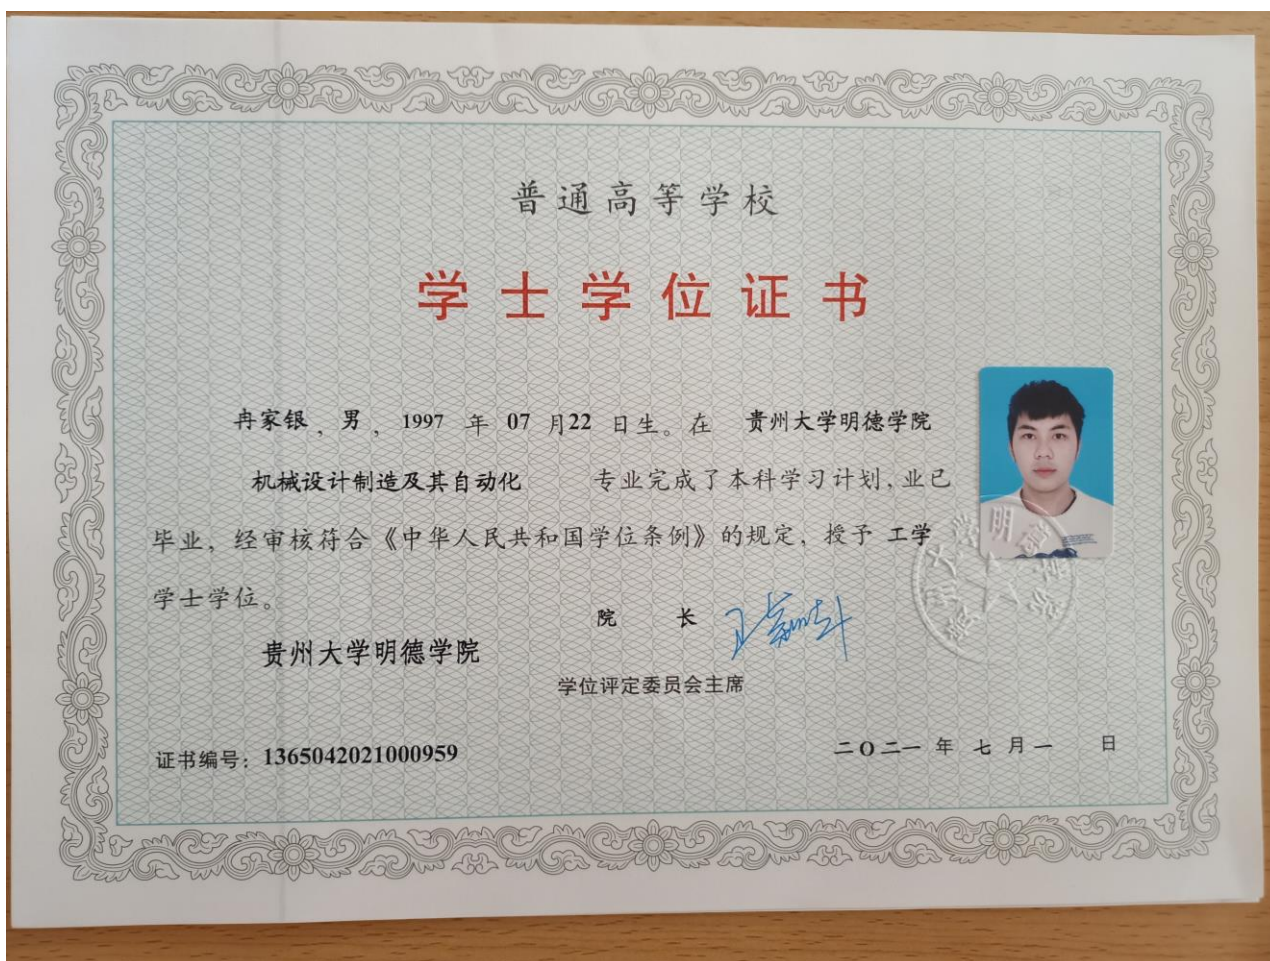 普通高等学校
学士学位证书
冉家银, 男, 1997 年 07 月22 日生。在 贵州大学明德学院
机械设计制造及其自动化 专业完成了本科学习计划,业已
毕业,经审核符合《中华人民共和国学位条例》的规定,授予 工学
学士学位。
院 长
贵州大学明德学院
学位评定委员会主席
证书编号:1365042021000959
二O二一 年 七 月 一 日